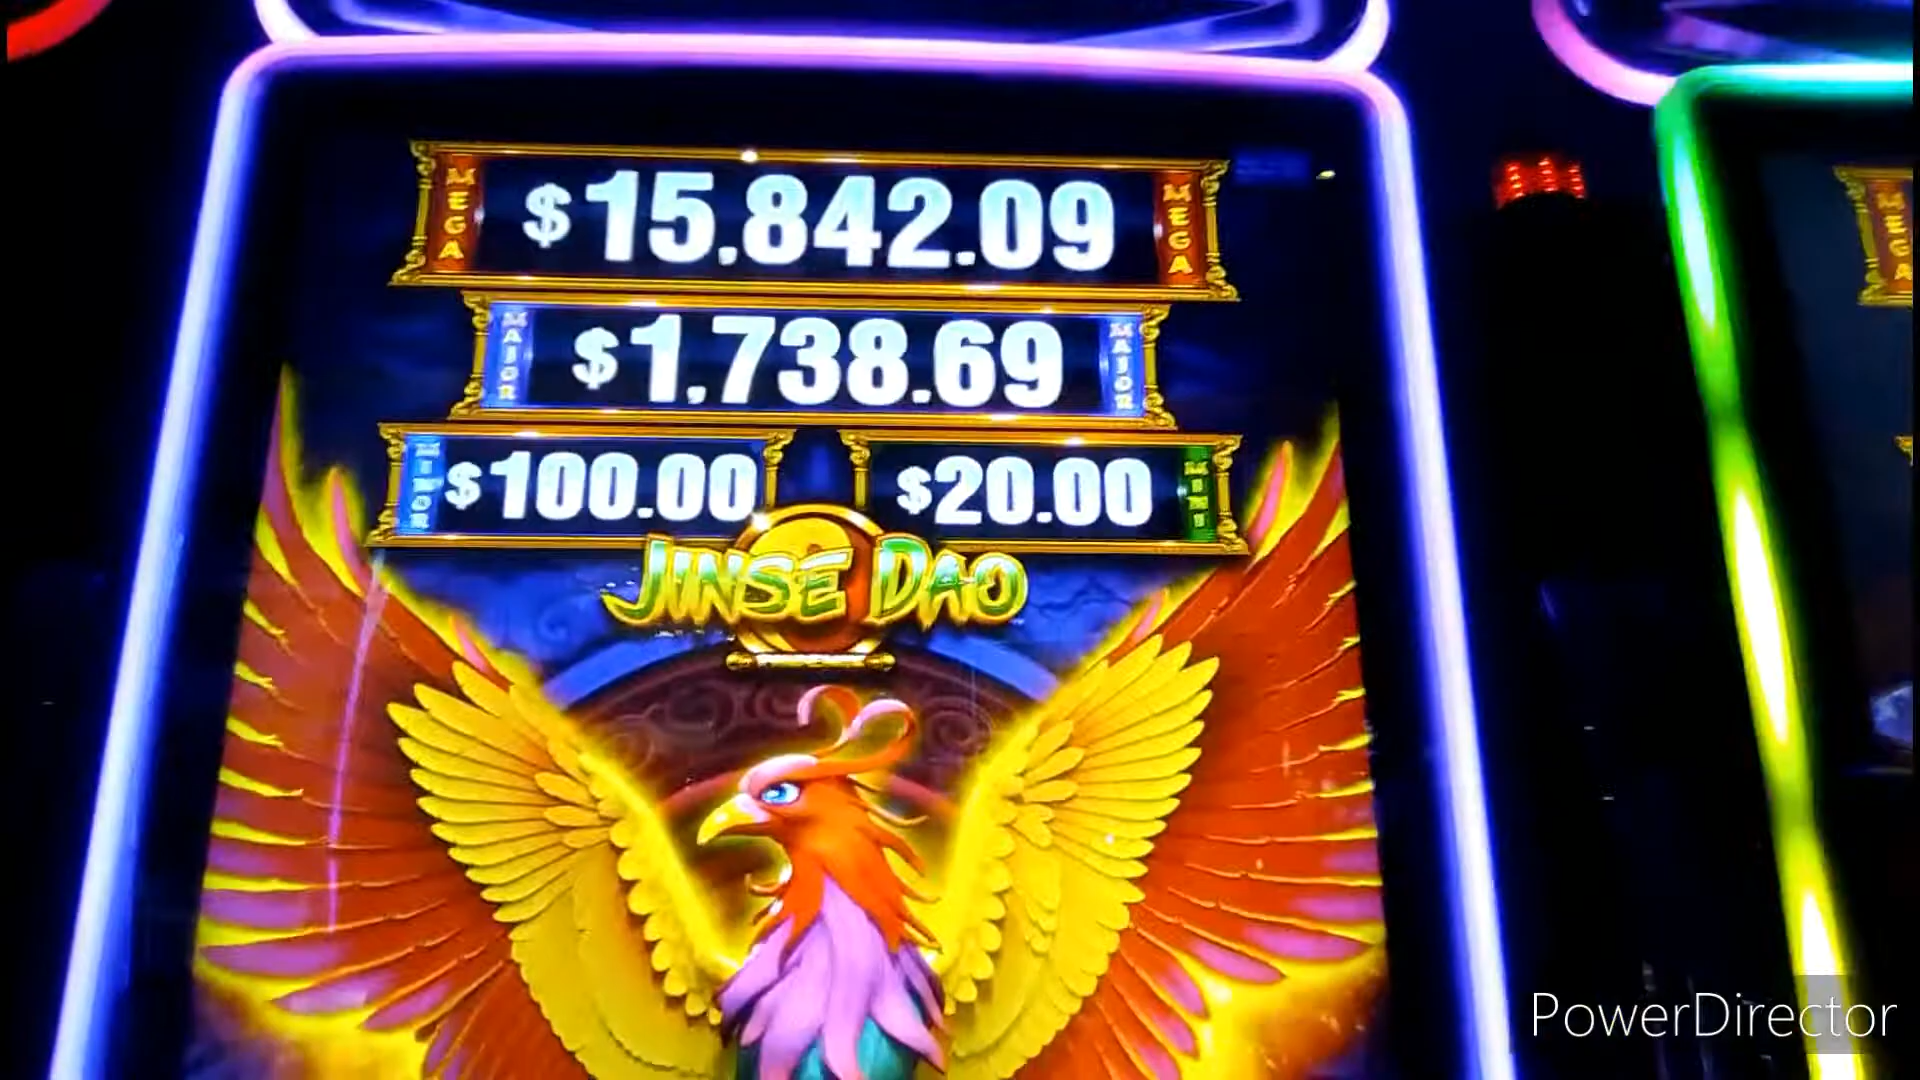 MEGA $15,842.09 MEGA
MAJOR $1,738.69 MAJOR
MINOR $100.00
$20.00 MINI
JINSE DAO
MEGA
PowerDirector